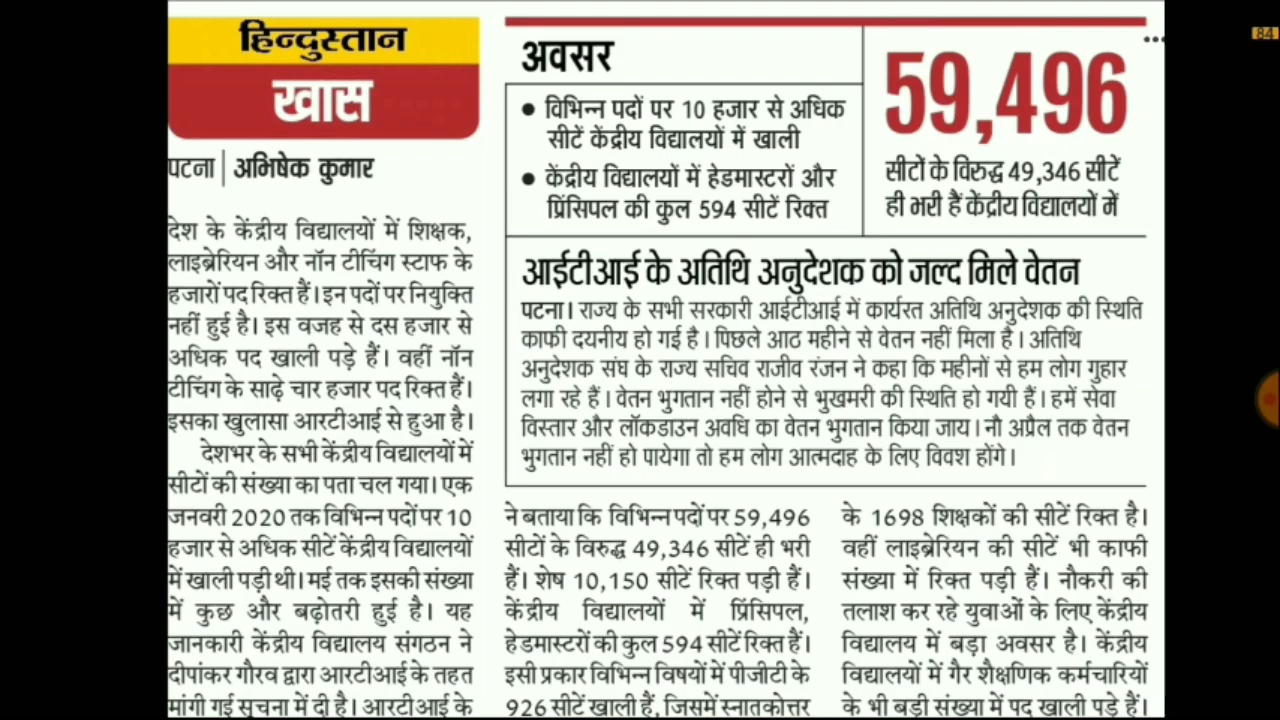 हिन्दुस्तान
खास
पटना | अभिषेक कुमार
देश के केंद्रीय विद्यालयों में शिक्षक,
लाइब्रेरियन और नॉन टीचिंग स्टाफ के
हजारों पद रिक्त हैं। इन पदों पर नियुक्ति
नहीं हुई है। इस वजह से दस हजार से
अधिक पद खाली पड़े हैं। वहीं नॉन
टीचिंग के साढ़े चार हजार पद रिक्त हैं।
इसका खुलासा आरटीआई से हुआ है।
देशभर के सभी केंद्रीय विद्यालयों में
सीटों की संख्या का पता चल गया। एक
जनवरी 2020 तक विभिन्न पदों पर 10
हजार से अधिक सीटें केंद्रीय विद्यालयों
में खाली पड़ी थी। मई तक इसकी संख्या
में कुछ और बढ़ोतरी हुई है। यह
जानकारी केंद्रीय विद्यालय संगठन ने
दीपांकर गौरव द्वारा आरटीआई के तहत
मांगी गई सूचना में दी है। आरटीआई के
अवसर
● विभिन्न पदों पर 10 हजार से अधिक
सीटें केंद्रीय विद्यालयों में खाली
● केंद्रीय विद्यालयों में हेडमास्टरों और
प्रिंसिपल की कुल 594 सीटें रिक्त
59,496
सीटों के विरुद्ध 49,346 सीटें
ही भरी हैं केंद्रीय विद्यालयों में
आईटीआई के अतिथि अनुदेशक को जल्द मिले वेतन
पटना। राज्य के सभी सरकारी आईटीआई में कार्यरत अतिथि अनुदेशक की स्थिति
काफी दयनीय हो गई है। पिछले आठ महीने से वेतन नहीं मिला है। अतिथि
अनुदेशक संघ के राज्य सचिव राजीव रंजन ने कहा कि महीनों से हम लोग गुहार
लगा रहे हैं। वेतन भुगतान नहीं होने से भुखमरी की स्थिति हो गयी हैं। हमें सेवा
विस्तार और लॉकडाउन अवधि का वेतन भुगतान किया जाय। नौ अप्रैल तक वेतन
भुगतान नहीं हो पायेगा तो हम लोग आत्मदाह के लिए विवश होंगे।
ने बताया कि विभिन्न पदों पर 59,496
सीटों के विरुद्ध 49,346 सीटें ही भरी
हैं। शेष 10,150 सीटें रिक्त पड़ी हैं।
केंद्रीय विद्यालयों में प्रिंसिपल,
हेडमास्टरों की कुल 594 सीटें रिक्त हैं।
इसी प्रकार विभिन्न विषयों में पीजीटी के
926 सीटें खाली हैं, जिसमें स्नातकोत्तर
के 1698 शिक्षकों की सीटें रिक्त है।
वहीं लाइब्रेरियन की सीटें भी काफी
संख्या में रिक्त पड़ी हैं। नौकरी की
तलाश कर रहे युवाओं के लिए केंद्रीय
विद्यालय में बड़ा अवसर है। केंद्रीय
विद्यालयों में गैर शैक्षणिक कर्मचारियों
के भी बड़ी संख्या में पद खाली पड़े हैं।
84